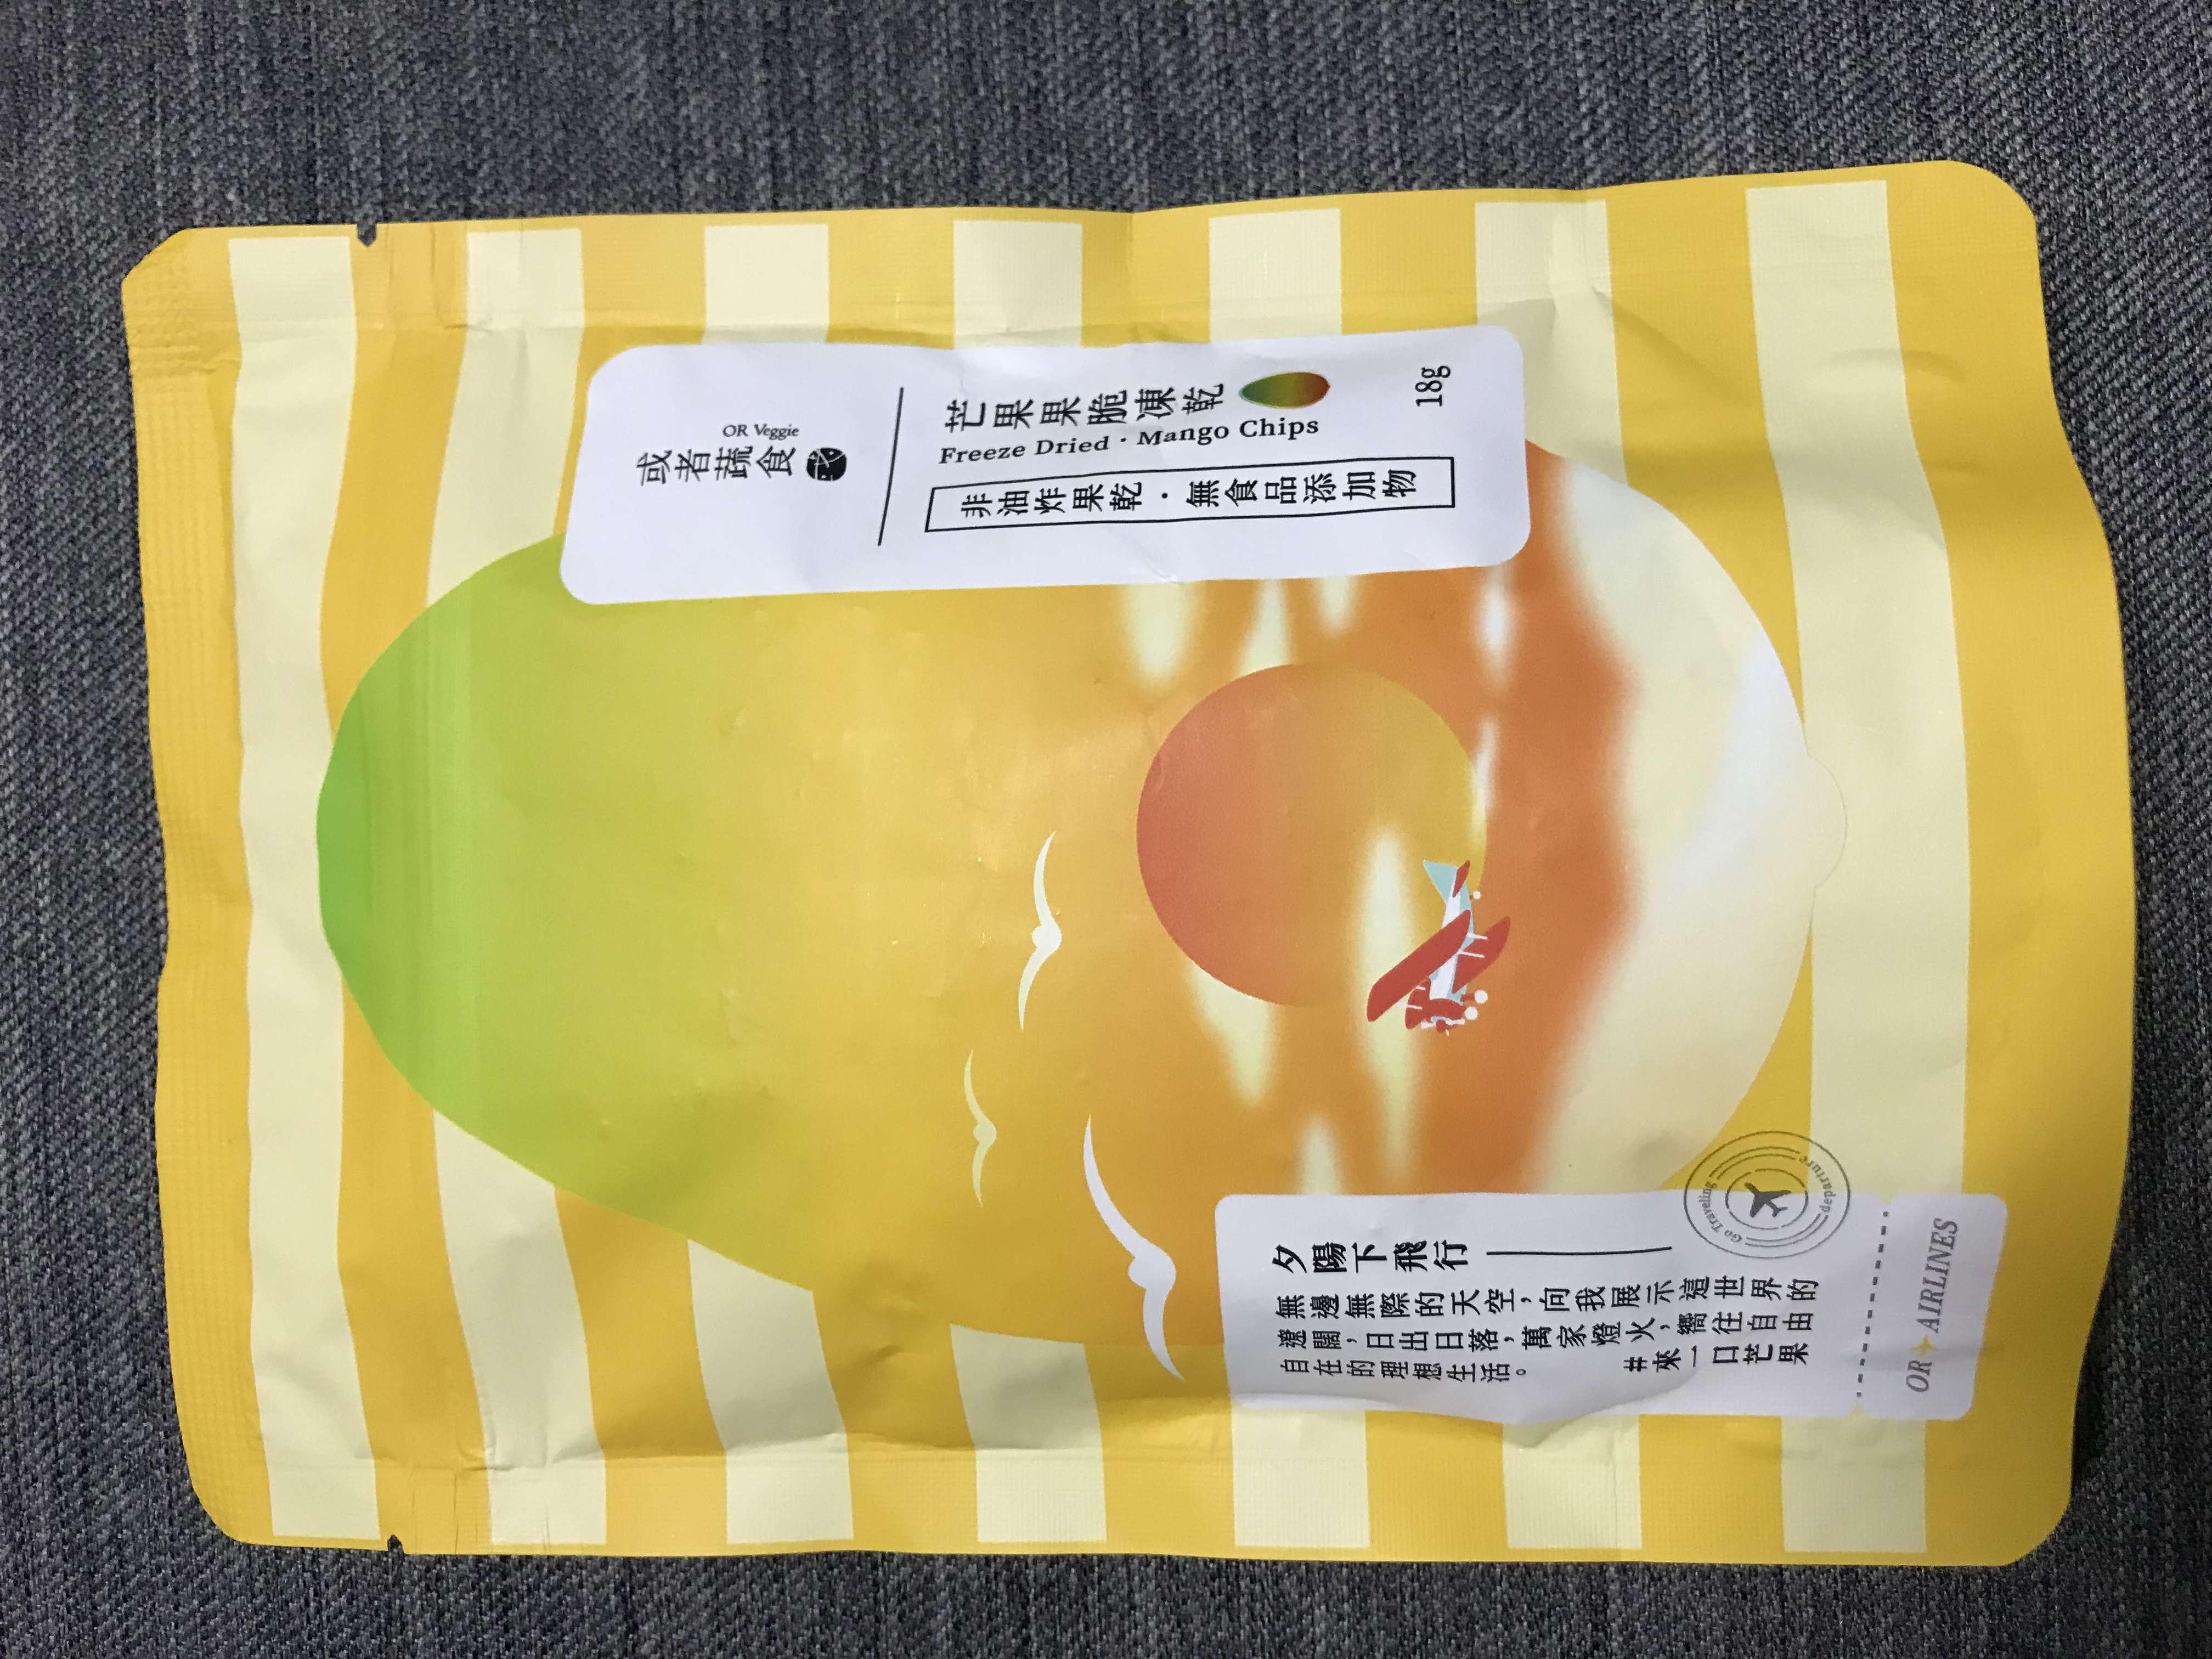 OR Veggie
或者蔬食
芒果果脆凍乾
Freeze Dried · Mango Chips
18g
非油炸果乾・無食品添加物
夕陽下飛行
無邊無際的天空，向我展示這世界的
遼闊，日出日落，萬家燈火，嚮往自由
自在的理想生活。 #來一口芒果
Go Traveling
departure
OR AIRLINES